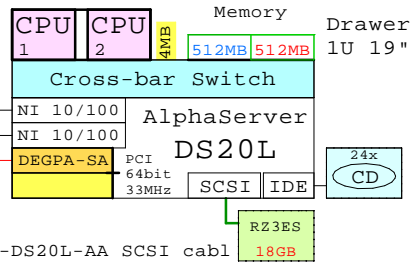 Memory
CPU 1
CPU 2
4MB
512MB 512MB
Drawer
1U 19"
Cross-bar Switch
NI 10/100
NI 10/100
AlphaServer
DS20L
DEGPA-SA
PCI
64bit
33MHz
SCSI
IDE
24x
CD
RZ3ES
18GB
-DS20L-AA SCSI cabl